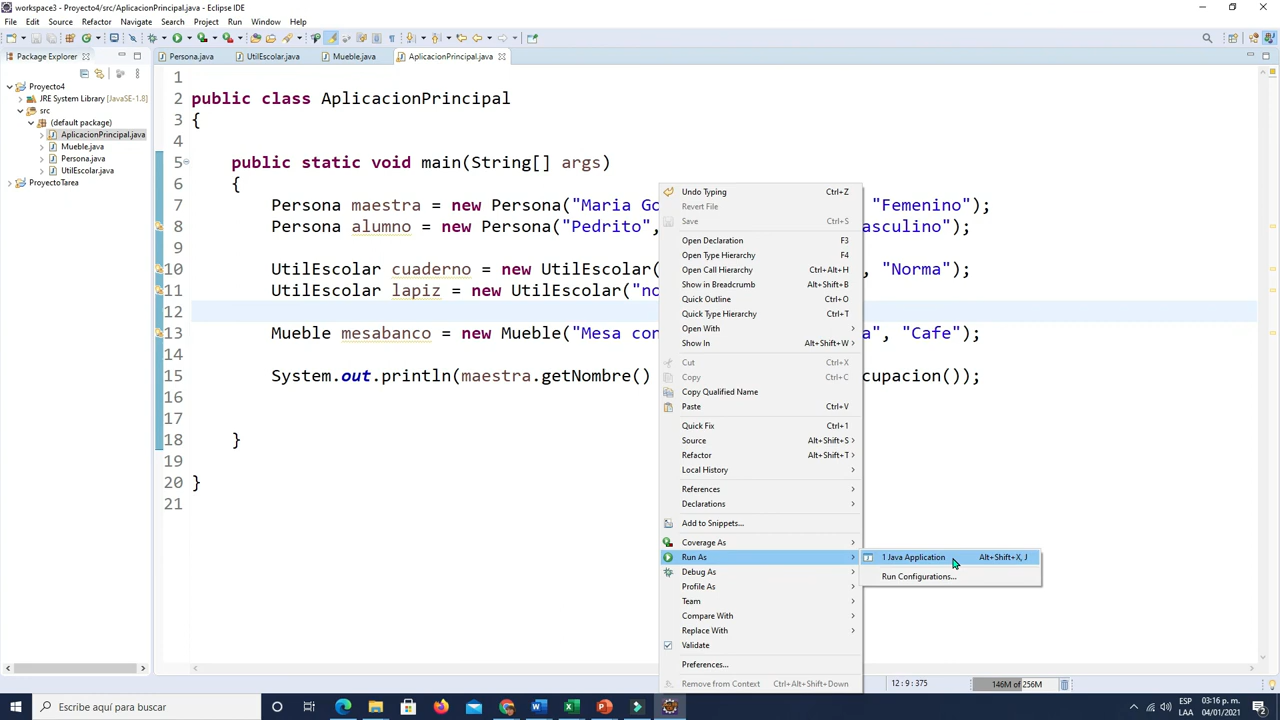 workspace3 - Proyecto4/src/AplicacionPrincipal.java - Eclipse IDE
File Edit Source Refactor Navigate Search Project Run Window Help
Package Explorer
Persona.java UtilEscolar.java Mueble.java AplicacionPrincipal.java
Proyecto4
JRE System Library [JavaSE-1.8]
src
(default package)
AplicacionPrincipal.java
Mueble.java
Persona.java
UtilEscolar.java
ProyectoTarea
1
2 public class AplicacionPrincipal
3 {
4
5 public static void main(String[] args)
6 {
7 Persona maestra = new Persona("Maria Go "Femenino");
8 Persona alumno = new Persona("Pedrito", asculino");
9
10 UtilEscolar cuaderno = new UtilEscolar( , "Norma");
11 UtilEscolar lapiz = new UtilEscolar("no );
12
13 Mueble mesabanco = new Mueble("Mesa con a", "Cafe");
14
15 System.out.println(maestra.getNombre() cupacion());
16
17
18 }
19
20 }
21
Undo Typing Ctrl+Z
Revert File
Save Ctrl+S
Open Declaration F3
Open Type Hierarchy F4
Open Call Hierarchy Ctrl+Alt+H
Show in Breadcrumb Alt+Shift+B
Quick Outline Ctrl+O
Quick Type Hierarchy Ctrl+T
Open With
Show In Alt+Shift+W
Cut Ctrl+X
Copy Ctrl+C
Copy Qualified Name
Paste Ctrl+V
Quick Fix Ctrl+1
Source Alt+Shift+S
Refactor Alt+Shift+T
Local History
References
Declarations
Add to Snippets...
Coverage As
Run As
Debug As
Profile As
Team
Compare With
Replace With
Validate
Preferences...
Remove from Context Ctrl+Alt+Shift+Down
1 Java Application Alt+Shift+X, J
Run Configurations...
12 : 9 : 375
146M of 256M
Escribe aquí para buscar
ESP
LAA
03:16 p. m.
04/01/2021
2